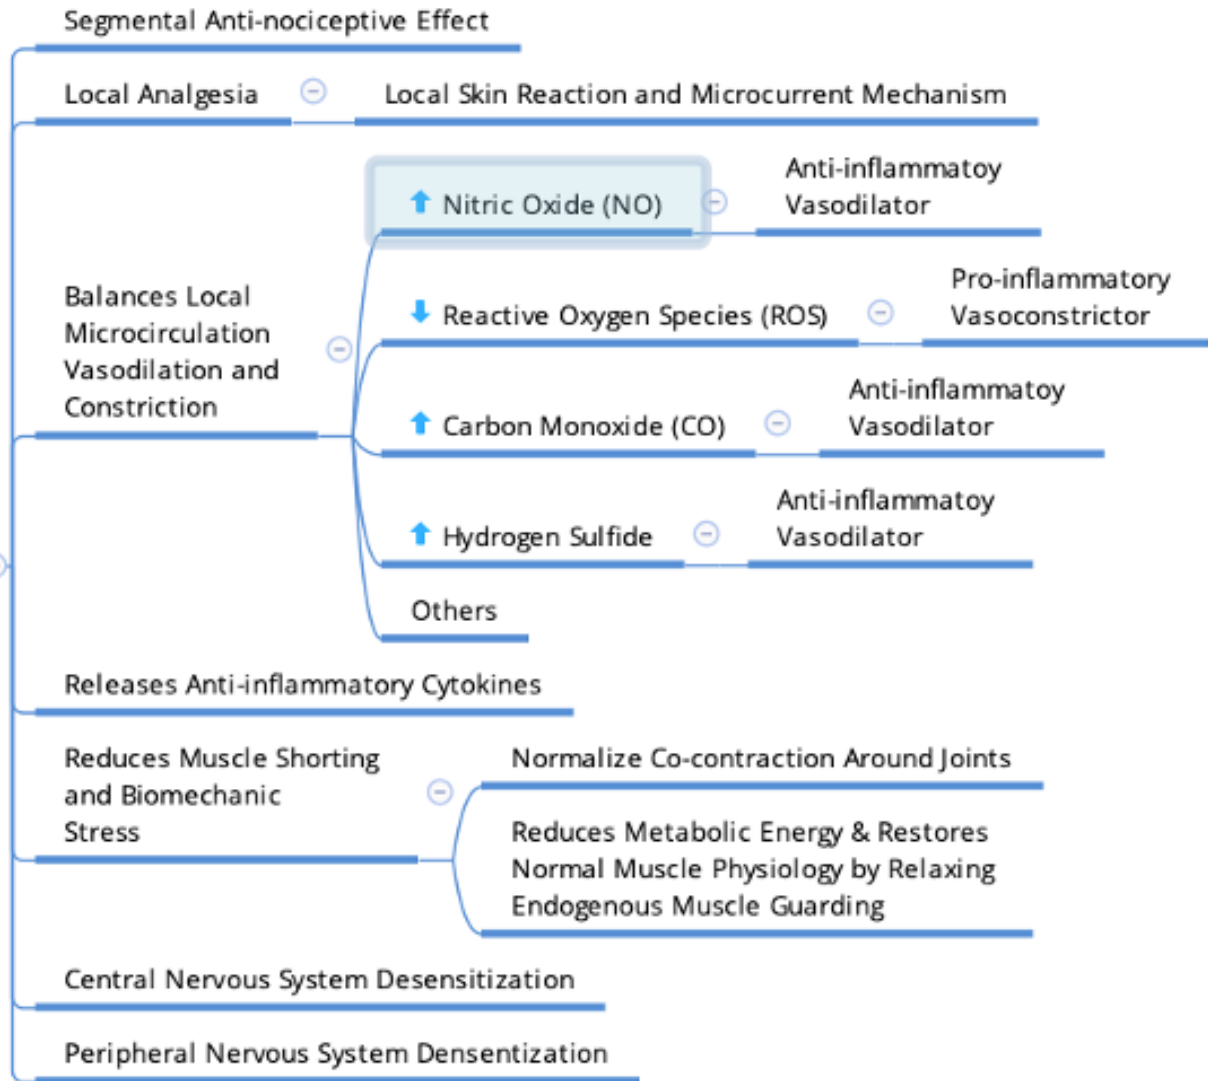 Segmental Anti-nociceptive Effect
Local Analgesia
Local Skin Reaction and Microcurrent Mechanism
Balances Local
Microcirculation
Vasodilation and
Constriction
Nitric Oxide (NO)
Anti-inflammatoy
Vasodilator
Reactive Oxygen Species (ROS)
Pro-inflammatory
Vasoconstrictor
Carbon Monoxide (CO)
Anti-inflammatoy
Vasodilator
Hydrogen Sulfide
Anti-inflammatoy
Vasodilator
Others
Releases Anti-inflammatory Cytokines
Reduces Muscle Shorting
and Biomechanic
Stress
Normalize Co-contraction Around Joints
Reduces Metabolic Energy & Restores
Normal Muscle Physiology by Relaxing
Endogenous Muscle Guarding
Central Nervous System Desensitization
Peripheral Nervous System Densentization